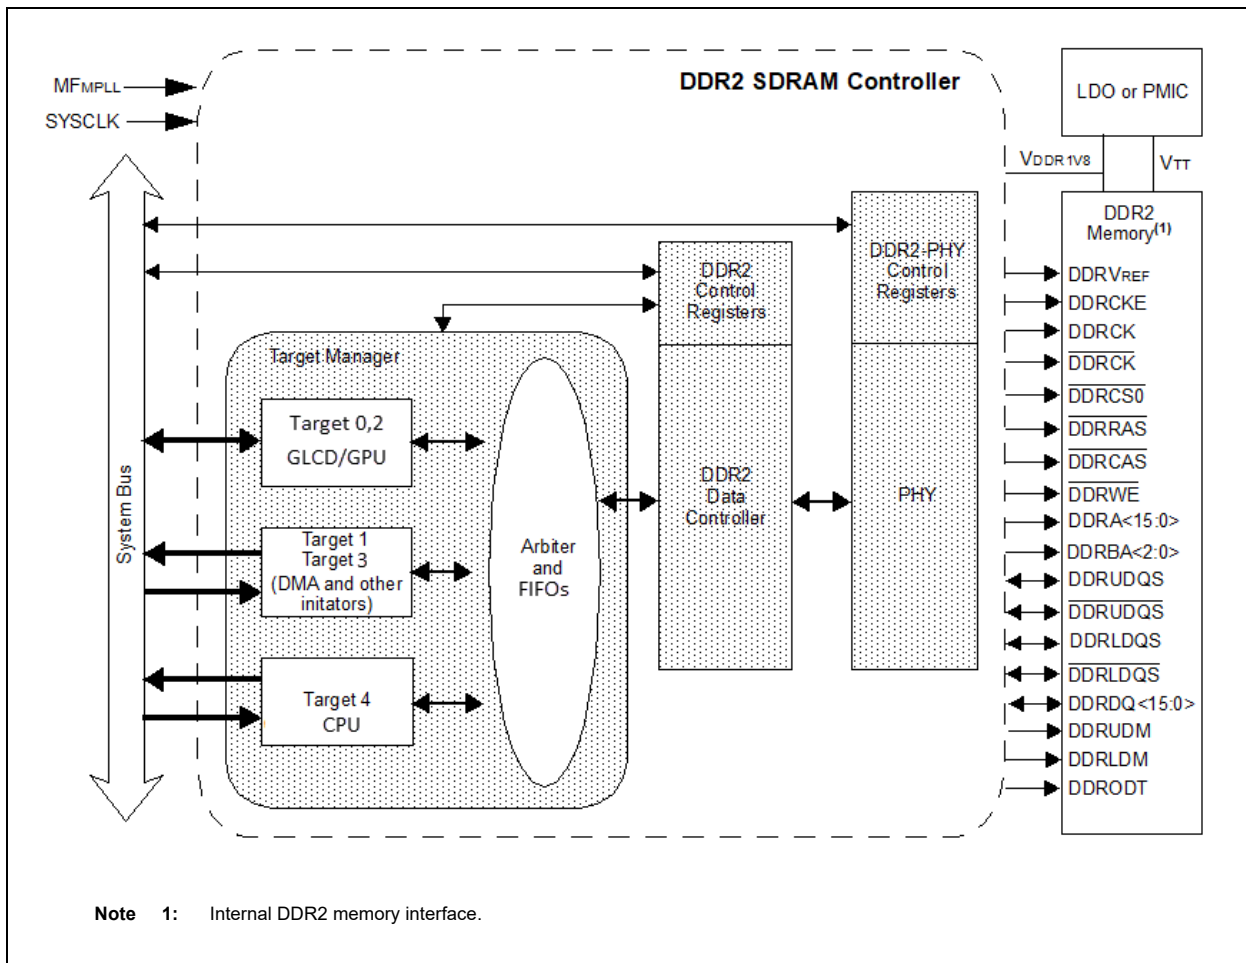 DDR2 SDRAM Controller
MFMPLL
SYSCLK
LDO or PMIC
VDDR1V8
VTT
System Bus
DDR2-PHY
Control
Registers
DDR2
Control
Registers
Target Manager
Target 0,2
GLCD/GPU
Target 1
Target 3
(DMA and other
initators)
Target 4
CPU
Arbiter
and
FIFOs
DDR2
Data
Controller
PHY
DDR2
Memory(1)
DDRVREF
DDRCKE
DDRCK
DDRCK
DDRCS0
DDRRAS
DDRCAS
DDRWE
DDRA<15:0>
DDRBA<2:0>
DDRUDQS
DDRUDQS
DDRLDQS
DDRLDQS
DDRDQ<15:0>
DDRUDM
DDRLDM
DDRODT
Note 1: Internal DDR2 memory interface.